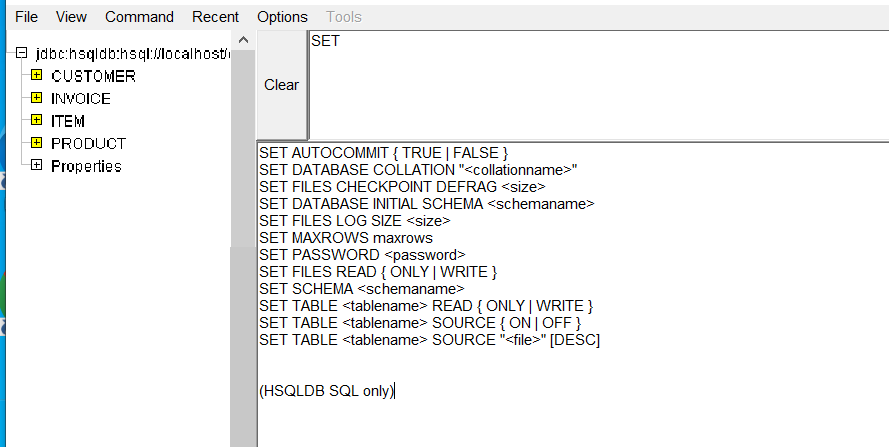 File View Command Recent Options Tools
jdbc:hsqldb:hsql://localhost/
CUSTOMER
INVOICE
ITEM
PRODUCT
Properties
Clear
SET
SET AUTOCOMMIT { TRUE | FALSE }
SET DATABASE COLLATION "<collationname>"
SET FILES CHECKPOINT DEFRAG <size>
SET DATABASE INITIAL SCHEMA <schemaname>
SET FILES LOG SIZE <size>
SET MAXROWS maxrows
SET PASSWORD <password>
SET FILES READ { ONLY | WRITE }
SET SCHEMA <schemaname>
SET TABLE <tablename> READ { ONLY | WRITE }
SET TABLE <tablename> SOURCE { ON | OFF }
SET TABLE <tablename> SOURCE "<file>" [DESC]
(HSQLDB SQL only)